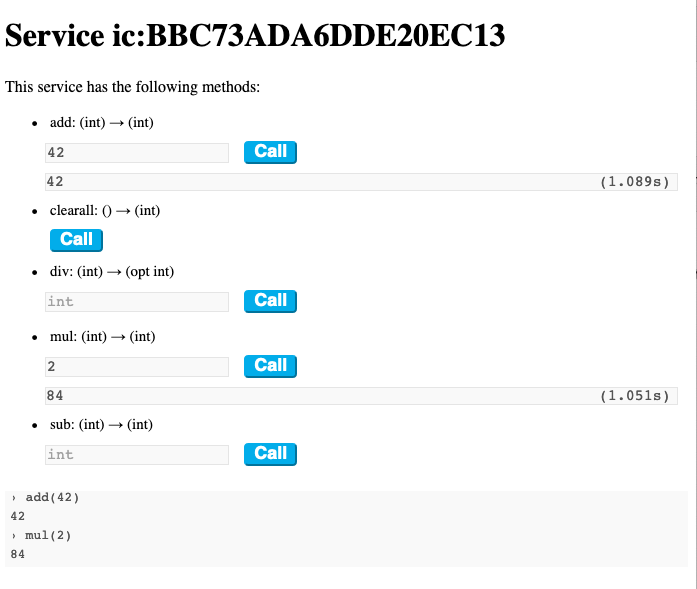 Service ic:BBC73ADA6DDE20EC13
This service has the following methods:
• add: (int) → (int)
42 Call
42 (1.089s)
• clearall: () → (int)
Call
• div: (int) → (opt int)
int Call
• mul: (int) → (int)
2 Call
84 (1.051s)
• sub: (int) → (int)
int Call
› add(42)
42
› mul(2)
84